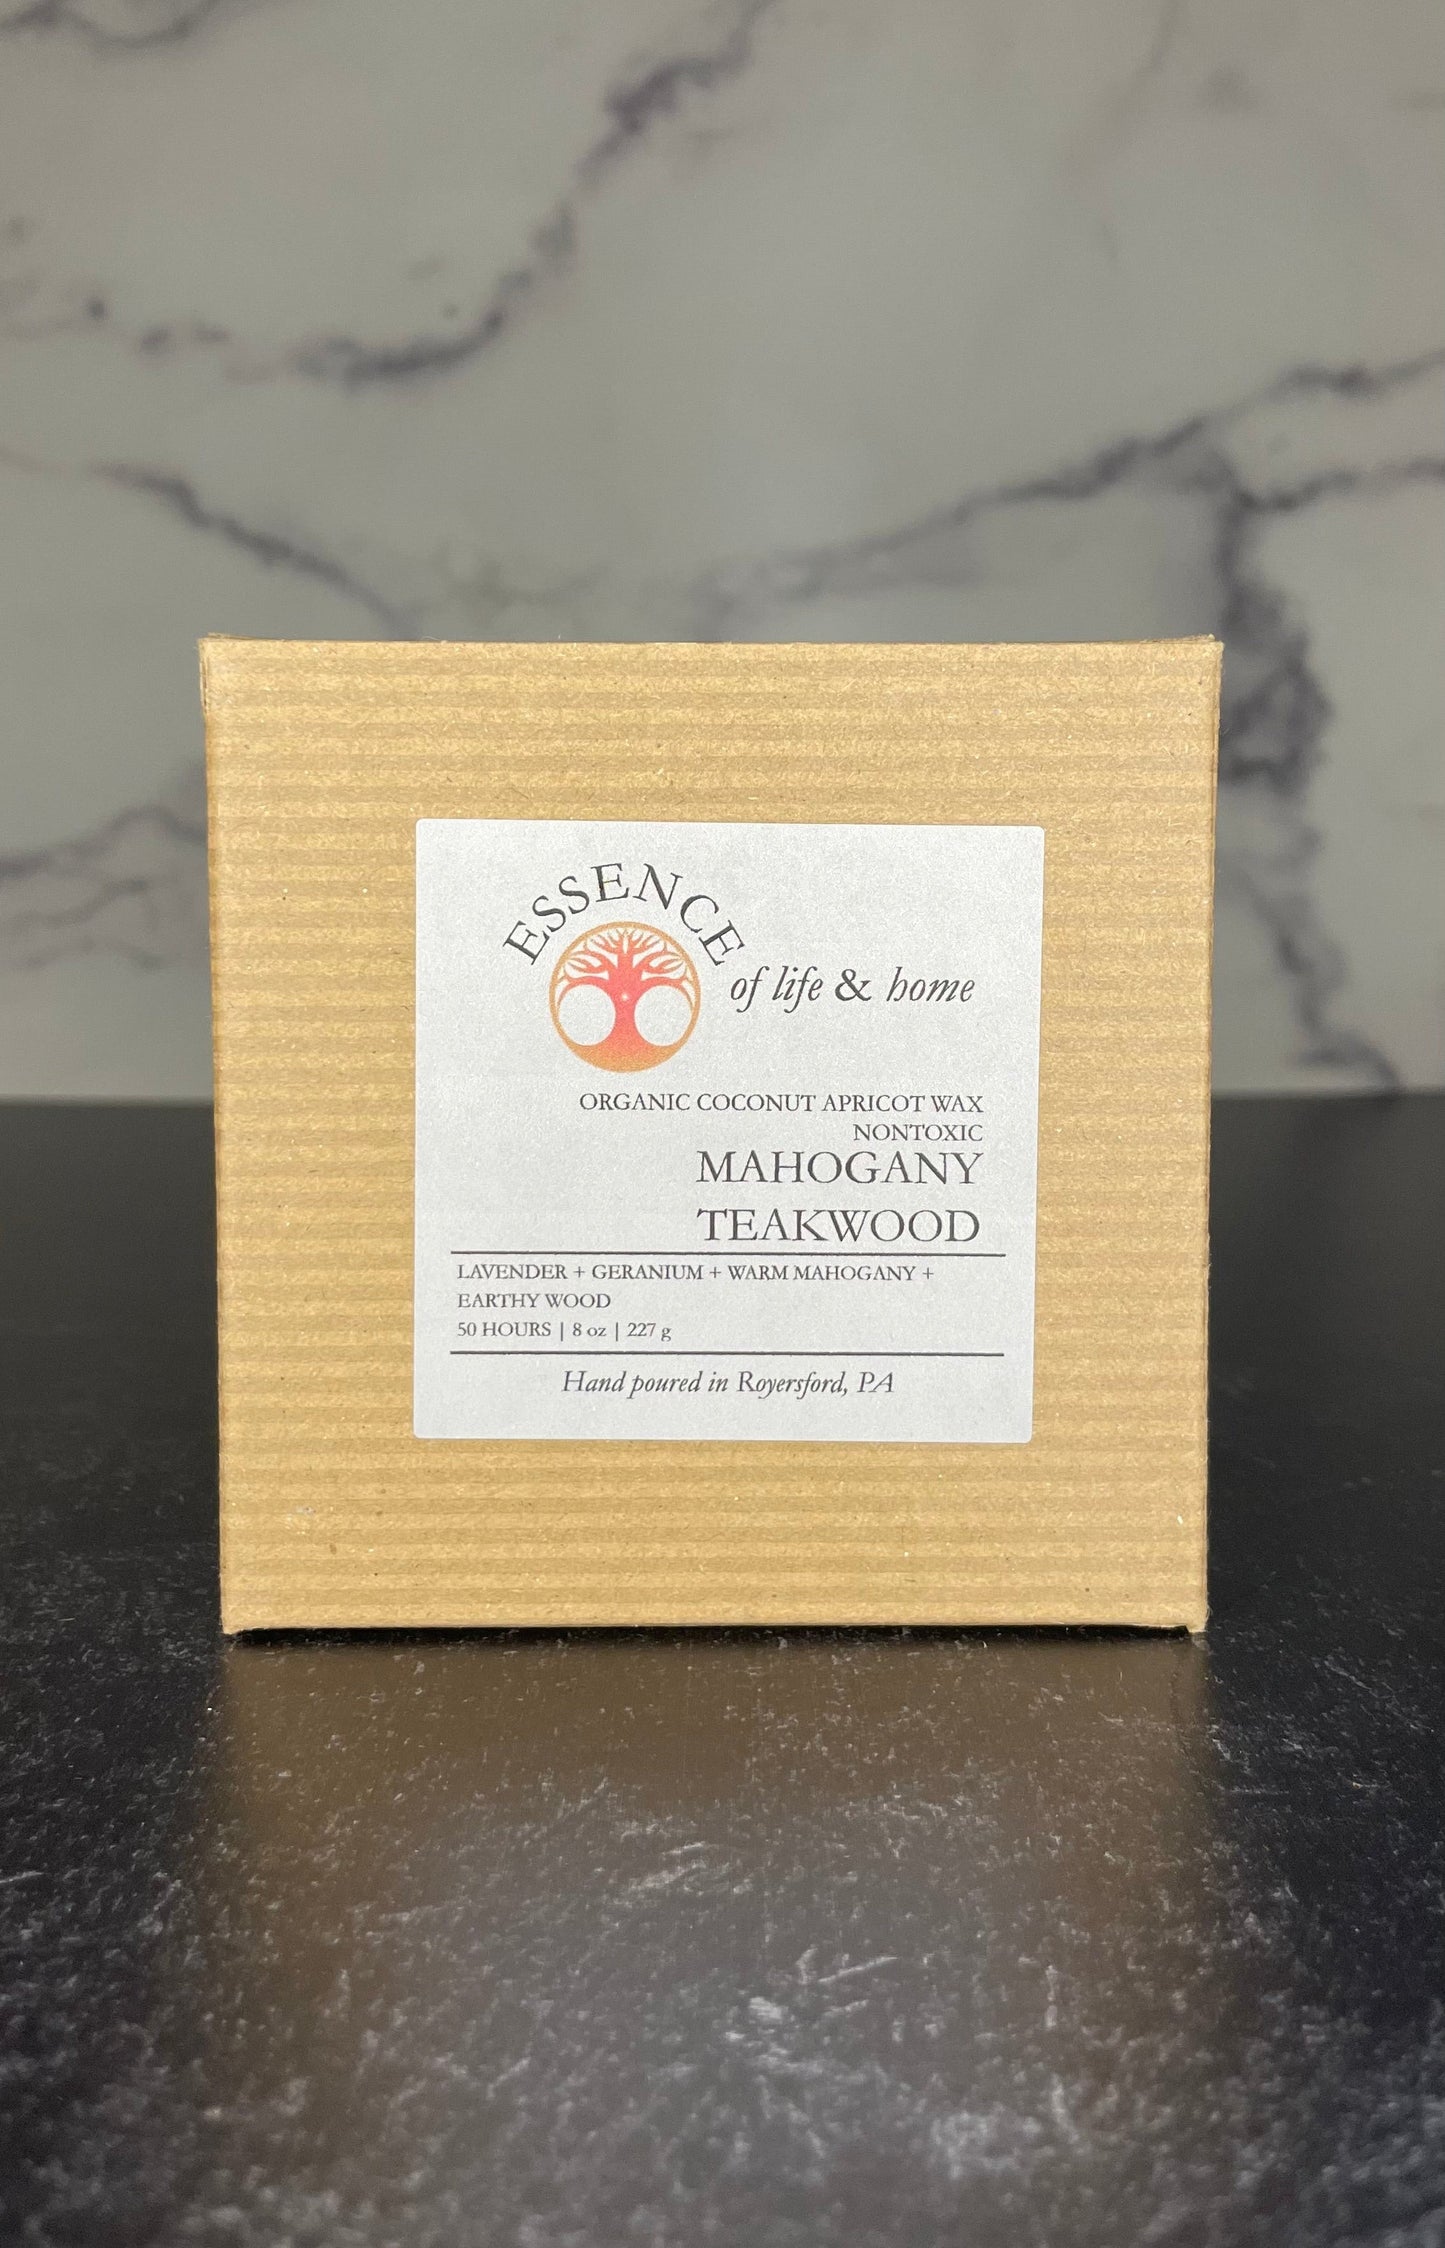 ESSENCE
of life & home
ORGANIC COCONUT APRICOT WAX
NONTOXIC
MAHOGANY
TEAKWOOD
LAVENDER + GERANIUM + WARM MAHOGANY +
EARTHY WOOD
50 HOURS | 8 oz | 227 g
Hand poured in Royersford, PA